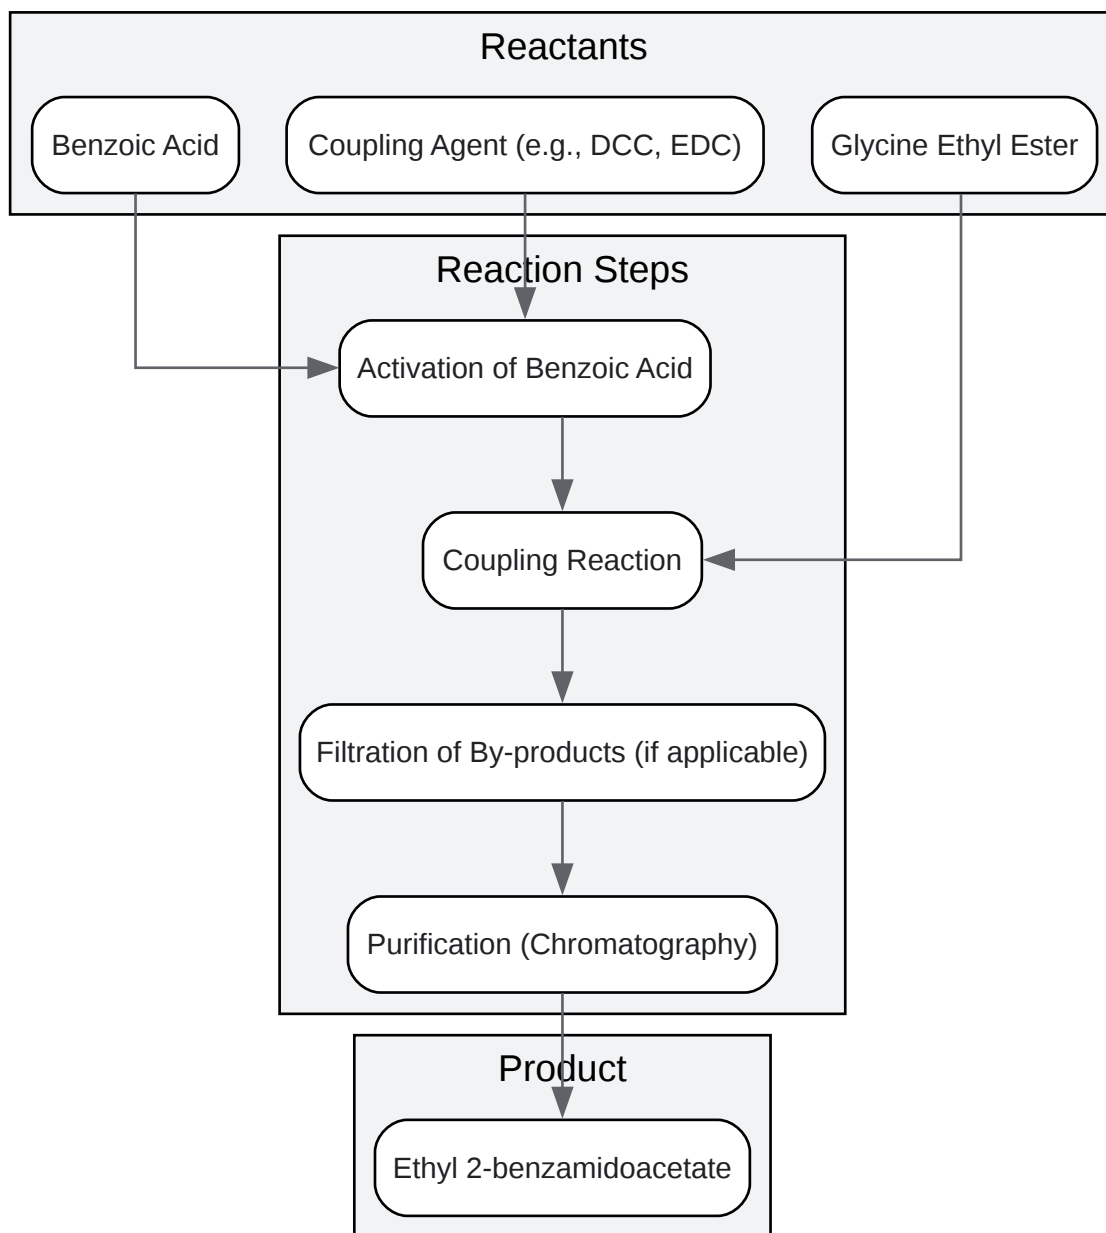 Reactants
Benzoic Acid
Coupling Agent (e.g., DCC, EDC)
Glycine Ethyl Ester
Reaction Steps
Activation of Benzoic Acid
Coupling Reaction
Filtration of By-products (if applicable)
Purification (Chromatography)
Product
Ethyl 2-benzamidoacetate